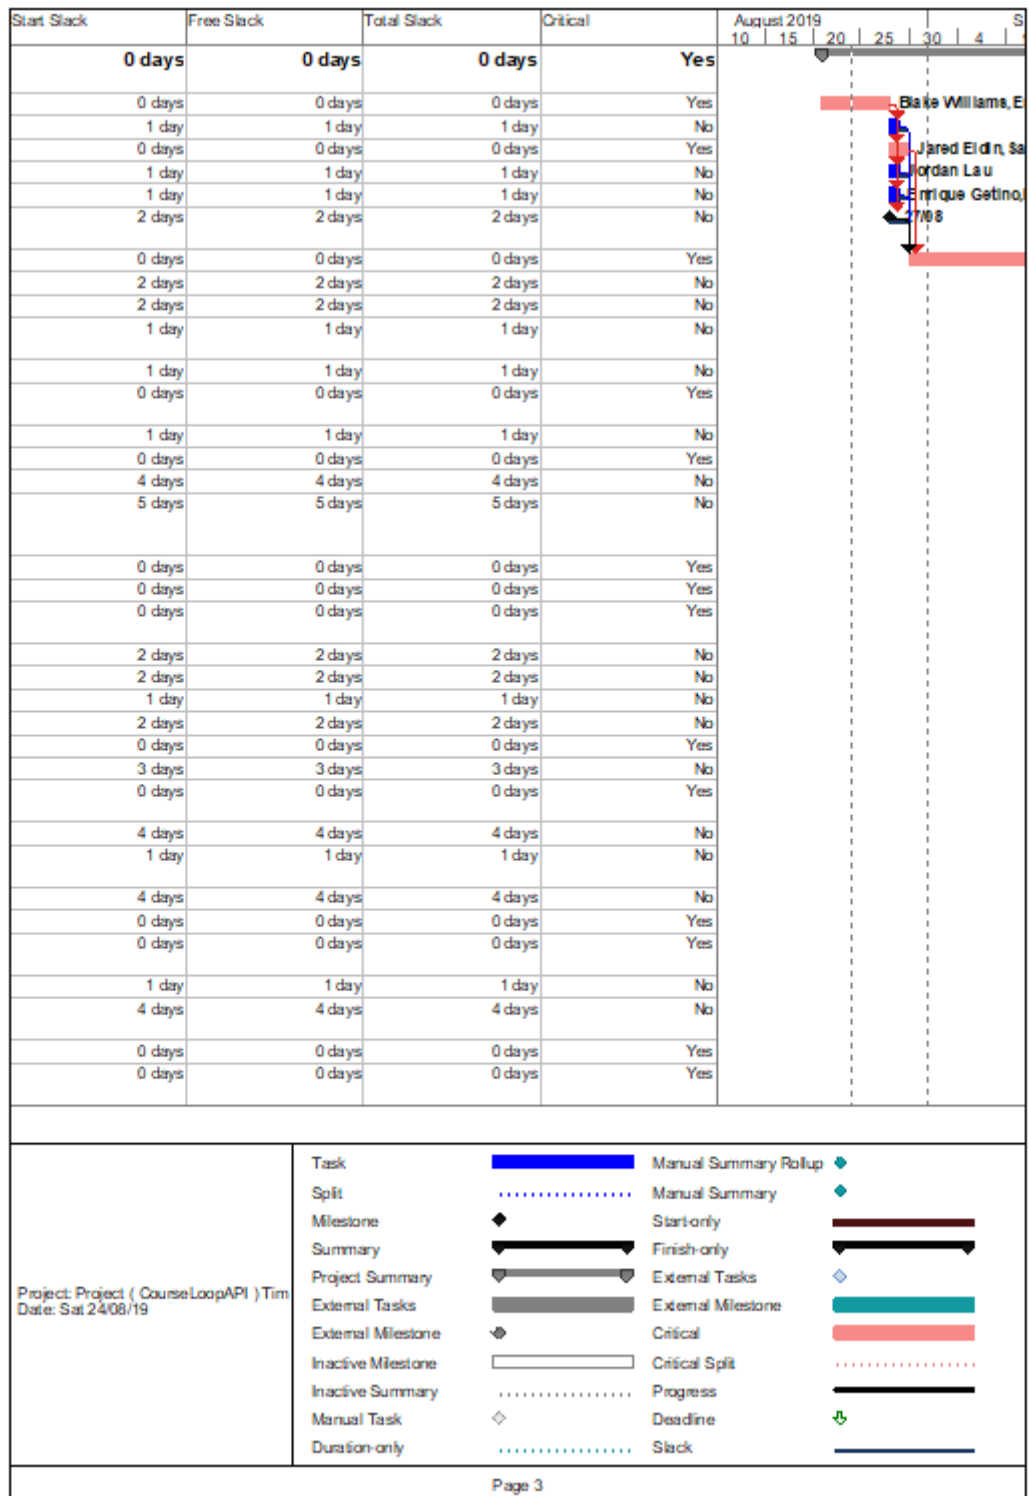 Start Slack Free Slack Total Slack Critical August 2019 S
10 15 20 25 30 4
0 days 0 days 0 days Yes
0 days 0 days 0 days Yes Blake Williams, E
1 day 1 day 1 day No
0 days 0 days 0 days Yes Jared Eldin, Sa
1 day 1 day 1 day No Jordan Lau
1 day 1 day 1 day No Enrique Getino,
2 days 2 days 2 days No 27/08
0 days 0 days 0 days Yes
2 days 2 days 2 days No
2 days 2 days 2 days No
1 day 1 day 1 day No
1 day 1 day 1 day No
0 days 0 days 0 days Yes
1 day 1 day 1 day No
0 days 0 days 0 days Yes
4 days 4 days 4 days No
5 days 5 days 5 days No
0 days 0 days 0 days Yes
0 days 0 days 0 days Yes
0 days 0 days 0 days Yes
2 days 2 days 2 days No
2 days 2 days 2 days No
1 day 1 day 1 day No
2 days 2 days 2 days No
0 days 0 days 0 days Yes
3 days 3 days 3 days No
0 days 0 days 0 days Yes
4 days 4 days 4 days No
1 day 1 day 1 day No
4 days 4 days 4 days No
0 days 0 days 0 days Yes
0 days 0 days 0 days Yes
1 day 1 day 1 day No
4 days 4 days 4 days No
0 days 0 days 0 days Yes
0 days 0 days 0 days Yes
Project: Project ( CourseLoopAPI ) Tim
Date: Sat 24/08/19
Task Manual Summary Rollup
Split Manual Summary
Milestone Start-only
Summary Finish-only
Project Summary External Tasks
External Tasks External Milestone
External Milestone Critical
Inactive Milestone Critical Split
Inactive Summary Progress
Manual Task Deadline
Duration-only Slack
Page 3